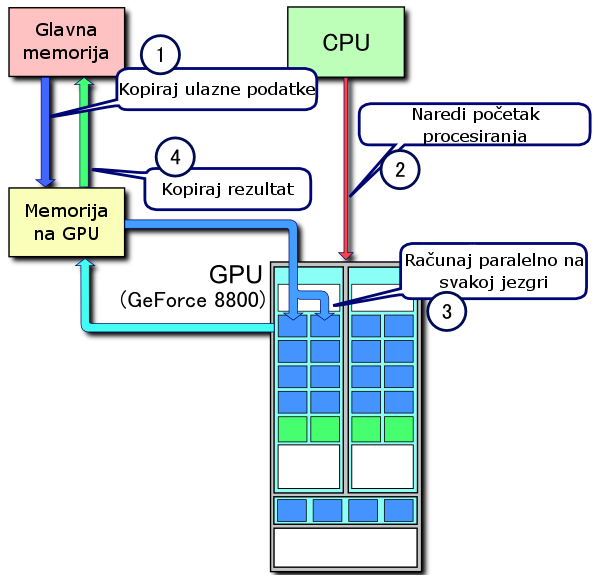 Glavna
memorija
CPU
1
Kopiraj ulazne podatke
Naredi početak
procesiranja
2
4
Kopiraj rezultat
Memorija
na GPU
GPU
(GeForce 8800)
Računaj paralelno na
svakoj jezgri
3